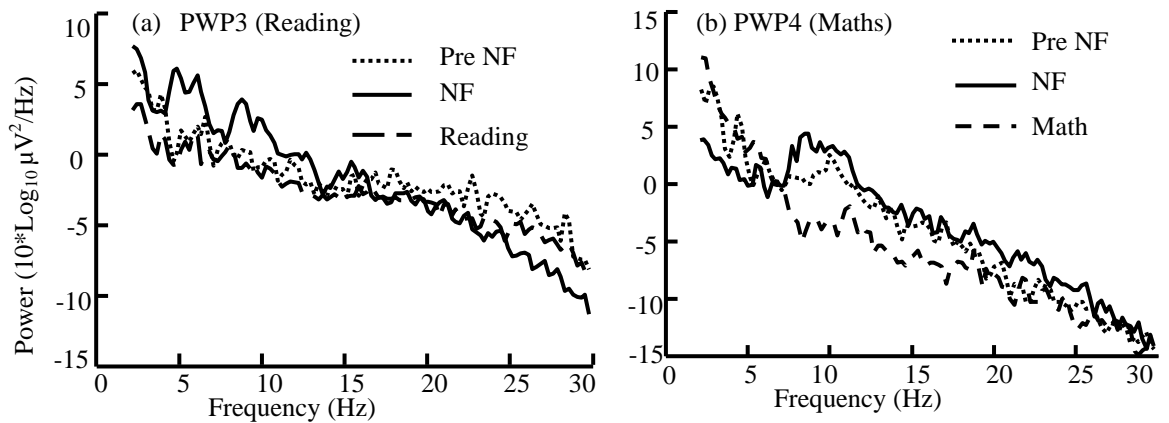 (a) PWP3 (Reading)
Pre NF
NF
Reading
10
5
0
-5
-10
-15
Power (10*Log10 µV²/Hz)
0 5 10 15 20 25 30
Frequency (Hz)
(b) PWP4 (Maths)
Pre NF
NF
Math
15
10
5
0
-5
-10
-15
0 5 10 15 20 25 30
Frequency (Hz)